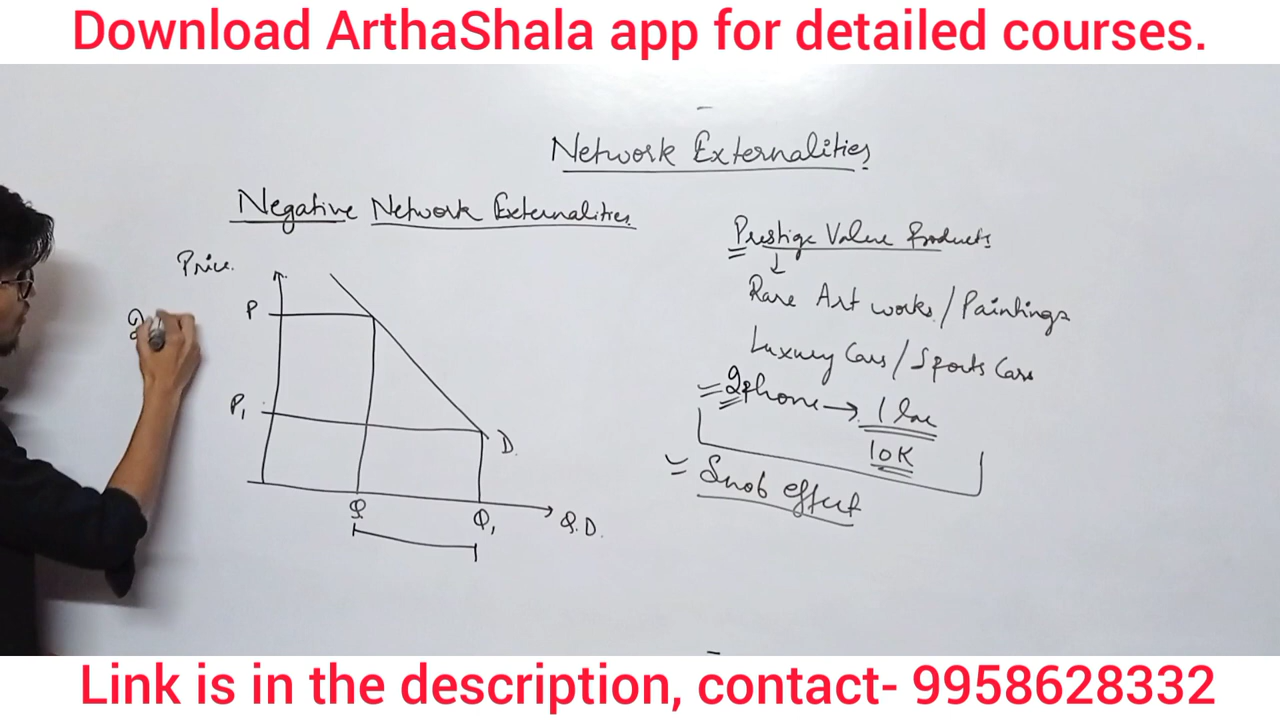 Download ArthaShala app for detailed courses.
Network Externalities
Negative Network Externalities
Prestige Value Products
Rare Art works / Paintings
Luxury Cars / Sports Cars
Iphone → 1 lac
10K
Snob effect
Price
P
P1
D
Q
Q1
Q.D.
Link is in the description, contact- 9958628332